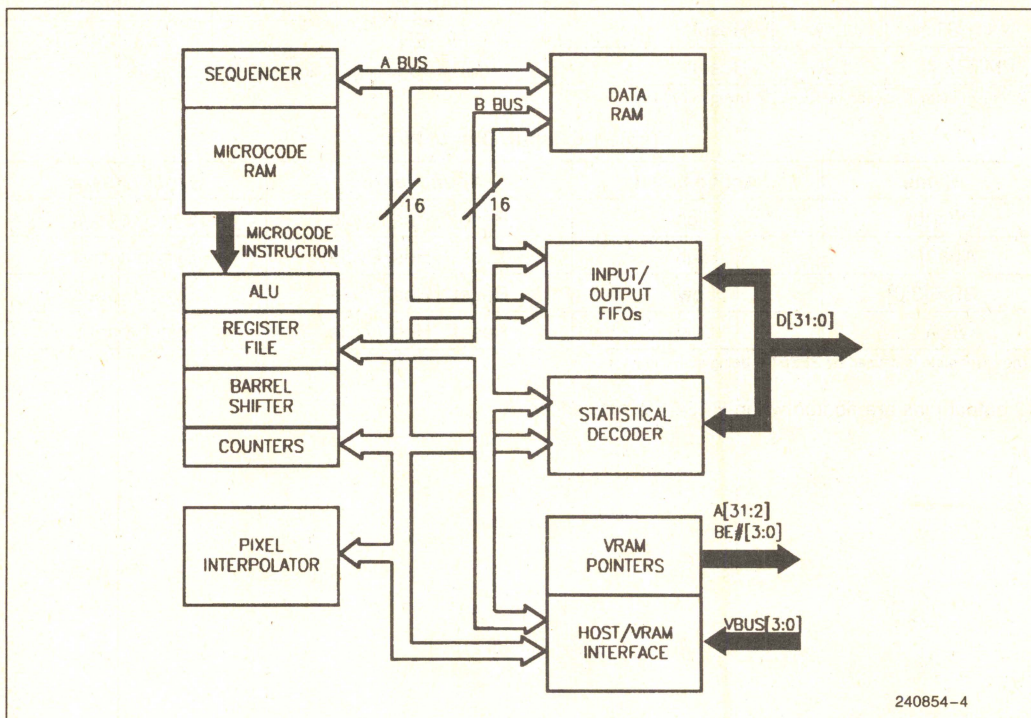 SEQUENCER
MICROCODE
RAM
MICROCODE
INSTRUCTION
ALU
REGISTER
FILE
BARREL
SHIFTER
COUNTERS
PIXEL
INTERPOLATOR
A BUS
B BUS
16
16
DATA
RAM
INPUT/
OUTPUT
FIFOs
D[31:0]
STATISTICAL
DECODER
A[31:2]
BE#[3:0]
VRAM
POINTERS
VBUS[3:0]
HOST/VRAM
INTERFACE
240854-4